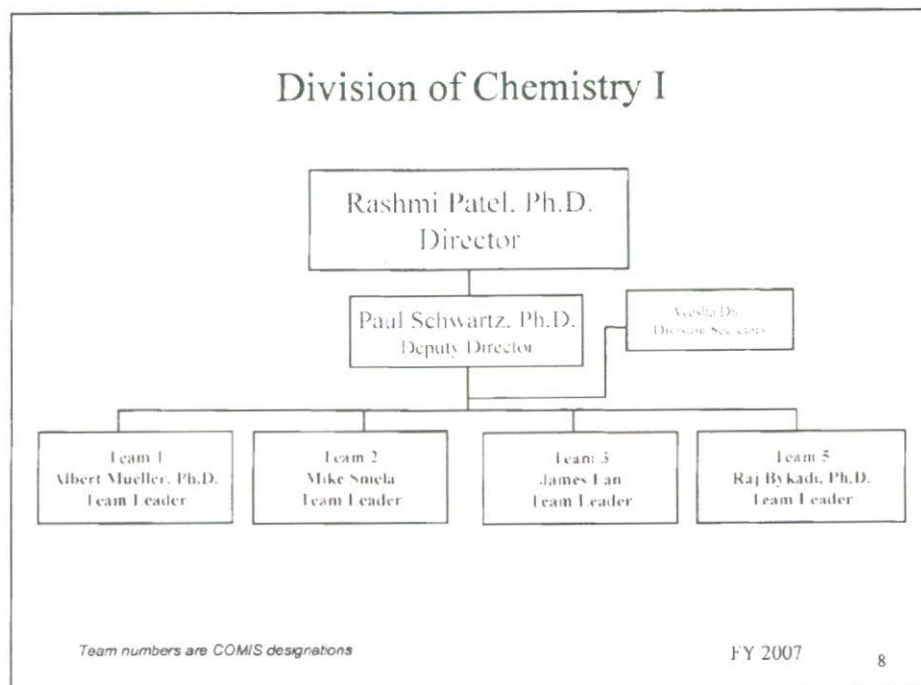 Division of Chemistry I
Rashmi Patel, Ph.D.
Director
Paul Schwartz, Ph.D.
Deputy Director
Division Secretary
Team 1
Albert Mueller, Ph.D.
Team Leader
Team 2
Mike Smela
Team Leader
Team 3
James Fan
Team Leader
Team 5
Raj Bykadi, Ph.D.
Team Leader
Team numbers are COMIS designations
FY 2007
8